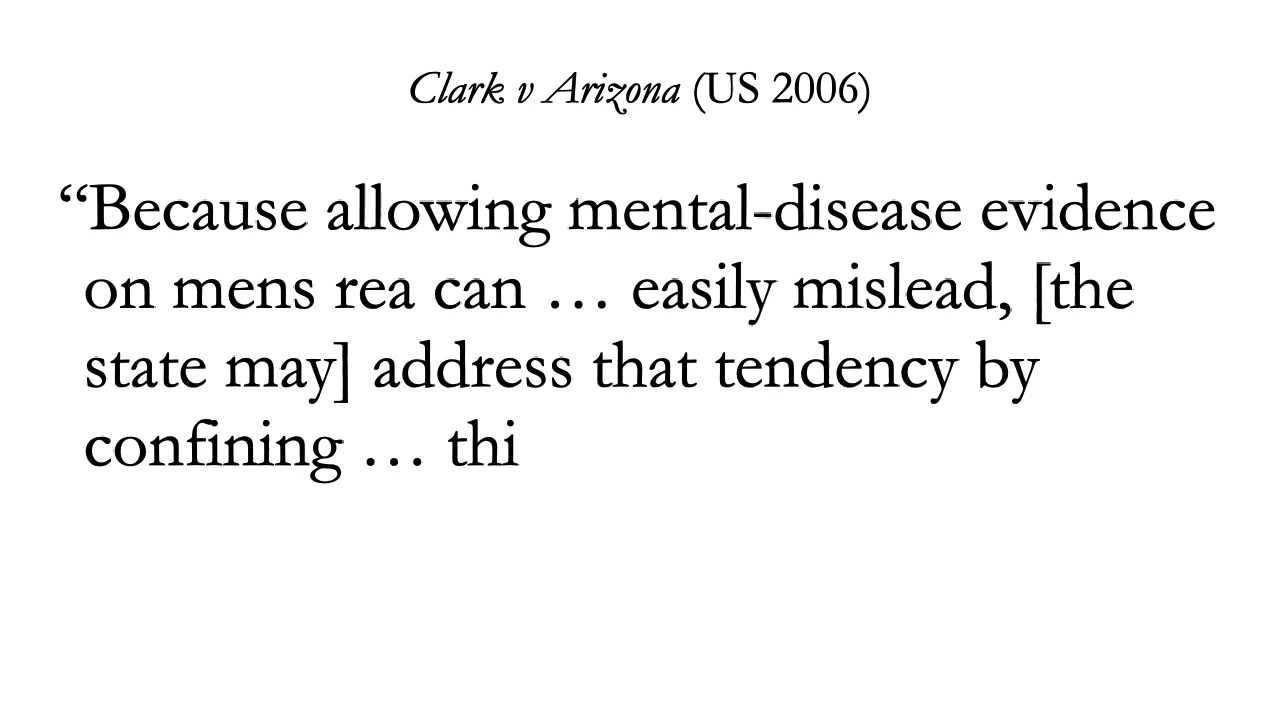 Clark v Arizona (US 2006)
“Because allowing mental-disease evidence
on mens rea can … easily mislead, [the
state may] address that tendency by
confining … thi